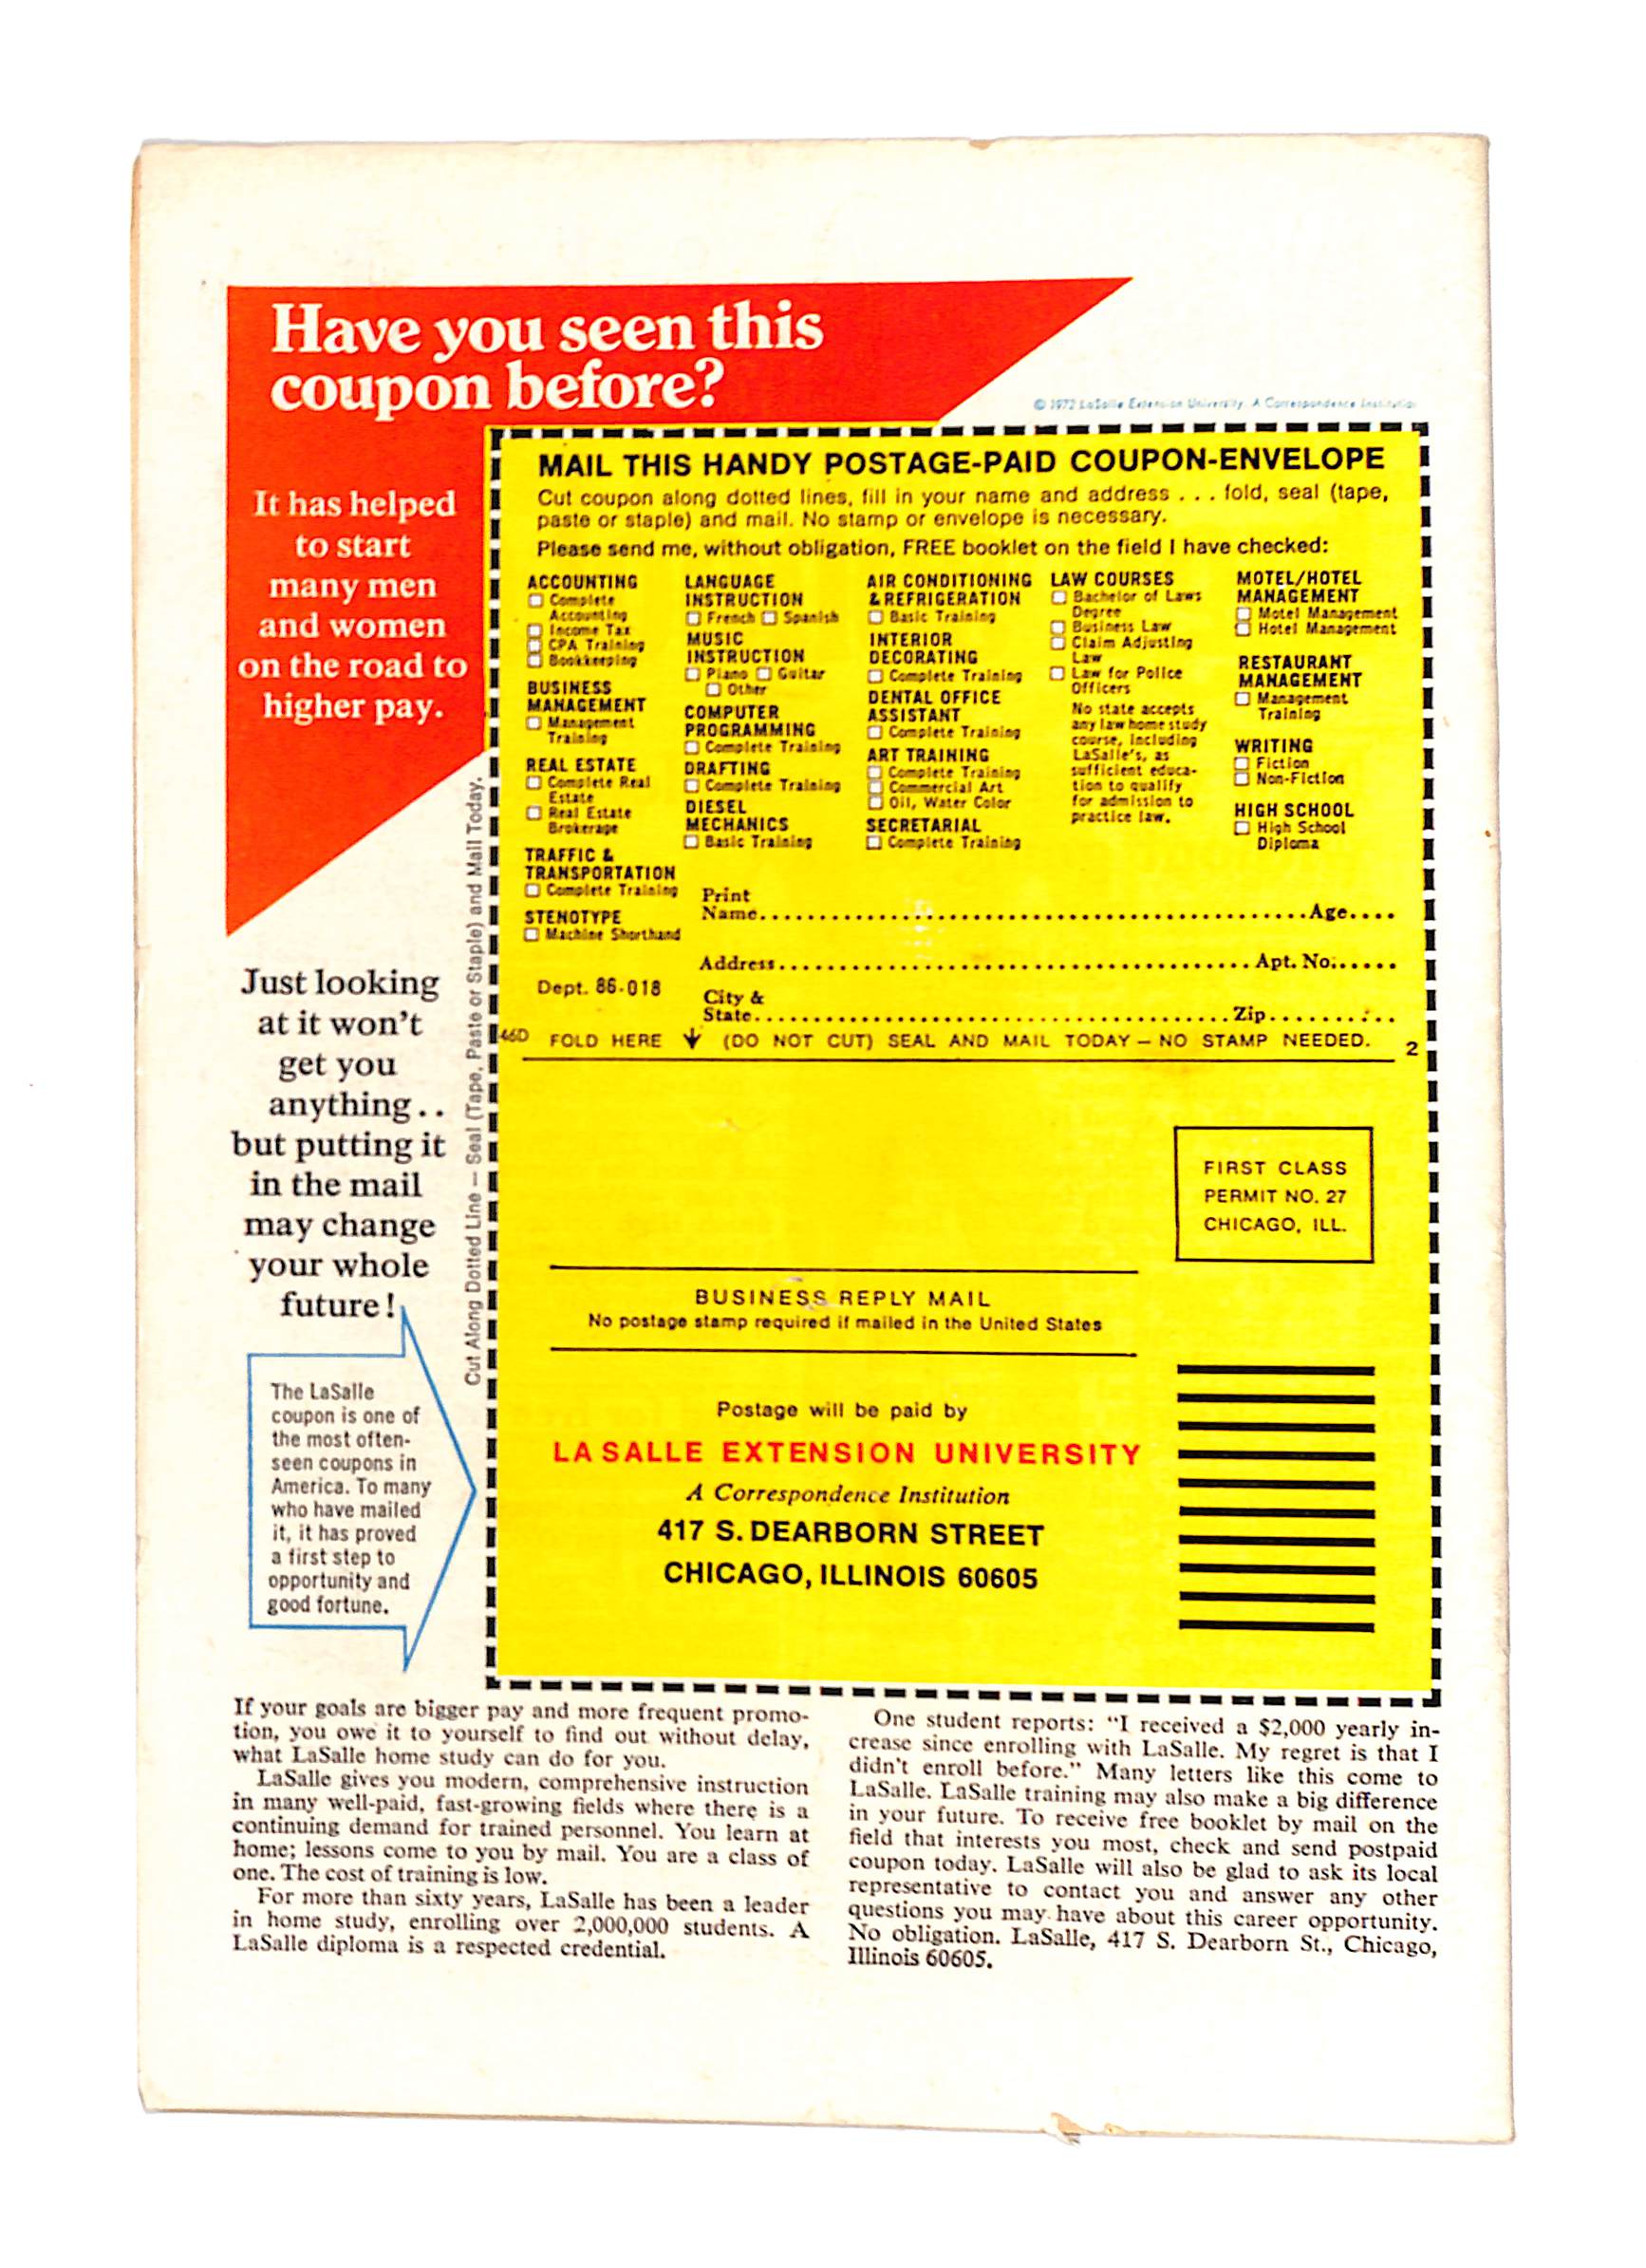 Have you seen this
coupon before?
© 1972 LaSalle Extension University, A Correspondence Institution
It has helped
to start
many men
and women
on the road to
higher pay.
Just looking
at it won't
get you
anything..
but putting it
in the mail
may change
your whole
future!
The LaSalle
coupon is one of
the most often-
seen coupons in
America. To many
who have mailed
it, it has proved
a first step to
opportunity and
good fortune.
Cut Along Dotted Line — Seal (Tape, Paste or Staple) and Mail Today.
MAIL THIS HANDY POSTAGE-PAID COUPON-ENVELOPE
Cut coupon along dotted lines, fill in your name and address . . . fold, seal (tape,
paste or staple) and mail. No stamp or envelope is necessary.
Please send me, without obligation, FREE booklet on the field I have checked:
ACCOUNTING
Complete
Accounting
Income Tax
CPA Training
Bookkeeping
BUSINESS
MANAGEMENT
Management
Training
REAL ESTATE
Complete Real
Estate
Real Estate
Brokerage
TRAFFIC &
TRANSPORTATION
Complete Training
STENOTYPE
Machine Shorthand
LANGUAGE
INSTRUCTION
French Spanish
MUSIC
INSTRUCTION
Piano Guitar
Other
COMPUTER
PROGRAMMING
Complete Training
DRAFTING
Complete Training
DIESEL
MECHANICS
Basic Training
AIR CONDITIONING
& REFRIGERATION
Basic Training
INTERIOR
DECORATING
Complete Training
DENTAL OFFICE
ASSISTANT
Complete Training
ART TRAINING
Complete Training
Commercial Art
Oil, Water Color
SECRETARIAL
Complete Training
LAW COURSES
Bachelor of Laws
Degree
Business Law
Claim Adjusting
Law
Law for Police
Officers
No state accepts
any law home study
course, including
LaSalle's, as
sufficient educa-
tion to qualify
for admission to
practice law.
MOTEL/HOTEL
MANAGEMENT
Motel Management
Hotel Management
RESTAURANT
MANAGEMENT
Management
Training
WRITING
Fiction
Non-Fiction
HIGH SCHOOL
High School
Diploma
Print
Name.............................................Age....
Address.......................................Apt. No......
Dept. 86-018
City &
State.......................................Zip...........
46D FOLD HERE ↓ (DO NOT CUT) SEAL AND MAIL TODAY — NO STAMP NEEDED. 2
FIRST CLASS
PERMIT NO. 27
CHICAGO, ILL.
BUSINESS REPLY MAIL
No postage stamp required if mailed in the United States
Postage will be paid by
LA SALLE EXTENSION UNIVERSITY
A Correspondence Institution
417 S. DEARBORN STREET
CHICAGO, ILLINOIS 60605
If your goals are bigger pay and more frequent promo-
tion, you owe it to yourself to find out without delay,
what LaSalle home study can do for you.
LaSalle gives you modern, comprehensive instruction
in many well-paid, fast-growing fields where there is a
continuing demand for trained personnel. You learn at
home; lessons come to you by mail. You are a class of
one. The cost of training is low.
For more than sixty years, LaSalle has been a leader
in home study, enrolling over 2,000,000 students. A
LaSalle diploma is a respected credential.
One student reports: "I received a $2,000 yearly in-
crease since enrolling with LaSalle. My regret is that I
didn't enroll before." Many letters like this come to
LaSalle. LaSalle training may also make a big difference
in your future. To receive free booklet by mail on the
field that interests you most, check and send postpaid
coupon today. LaSalle will also be glad to ask its local
representative to contact you and answer any other
questions you may have about this career opportunity.
No obligation. LaSalle, 417 S. Dearborn St., Chicago,
Illinois 60605.